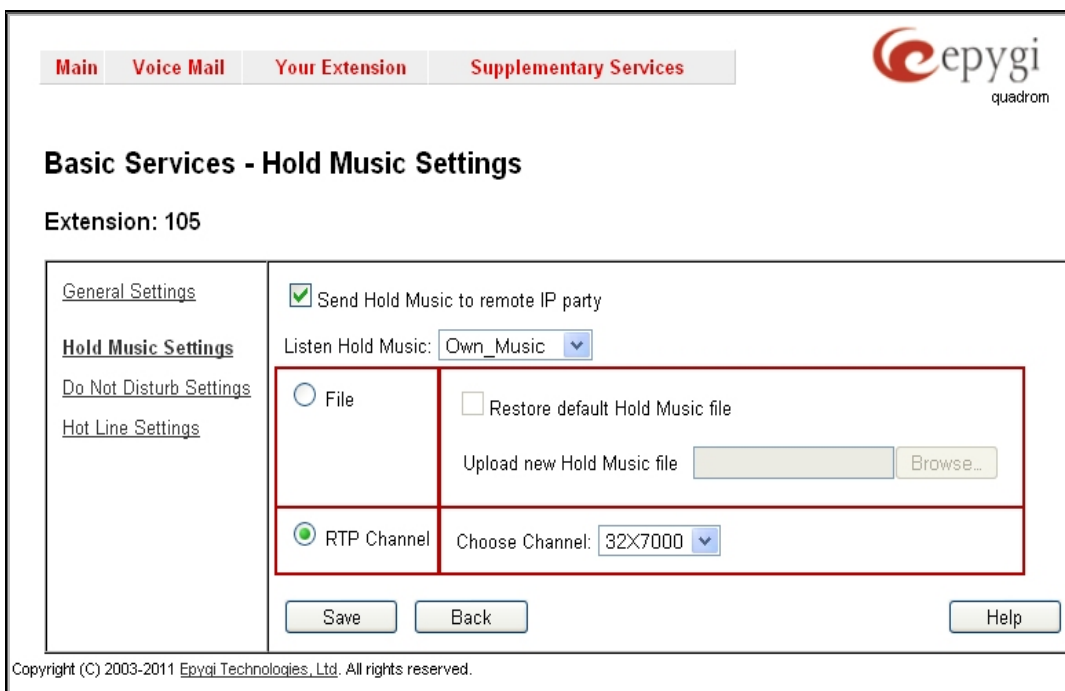 Main Voice Mail Your Extension Supplementary Services
epygi
quadrom
Basic Services - Hold Music Settings
Extension: 105
General Settings
Hold Music Settings
Do Not Disturb Settings
Hot Line Settings
Send Hold Music to remote IP party
Listen Hold Music: Own_Music
File
Restore default Hold Music file
Upload new Hold Music file Browse...
RTP Channel Choose Channel: 32X7000
Save Back Help
Copyright (C) 2003-2011 Epygi Technologies, Ltd. All rights reserved.